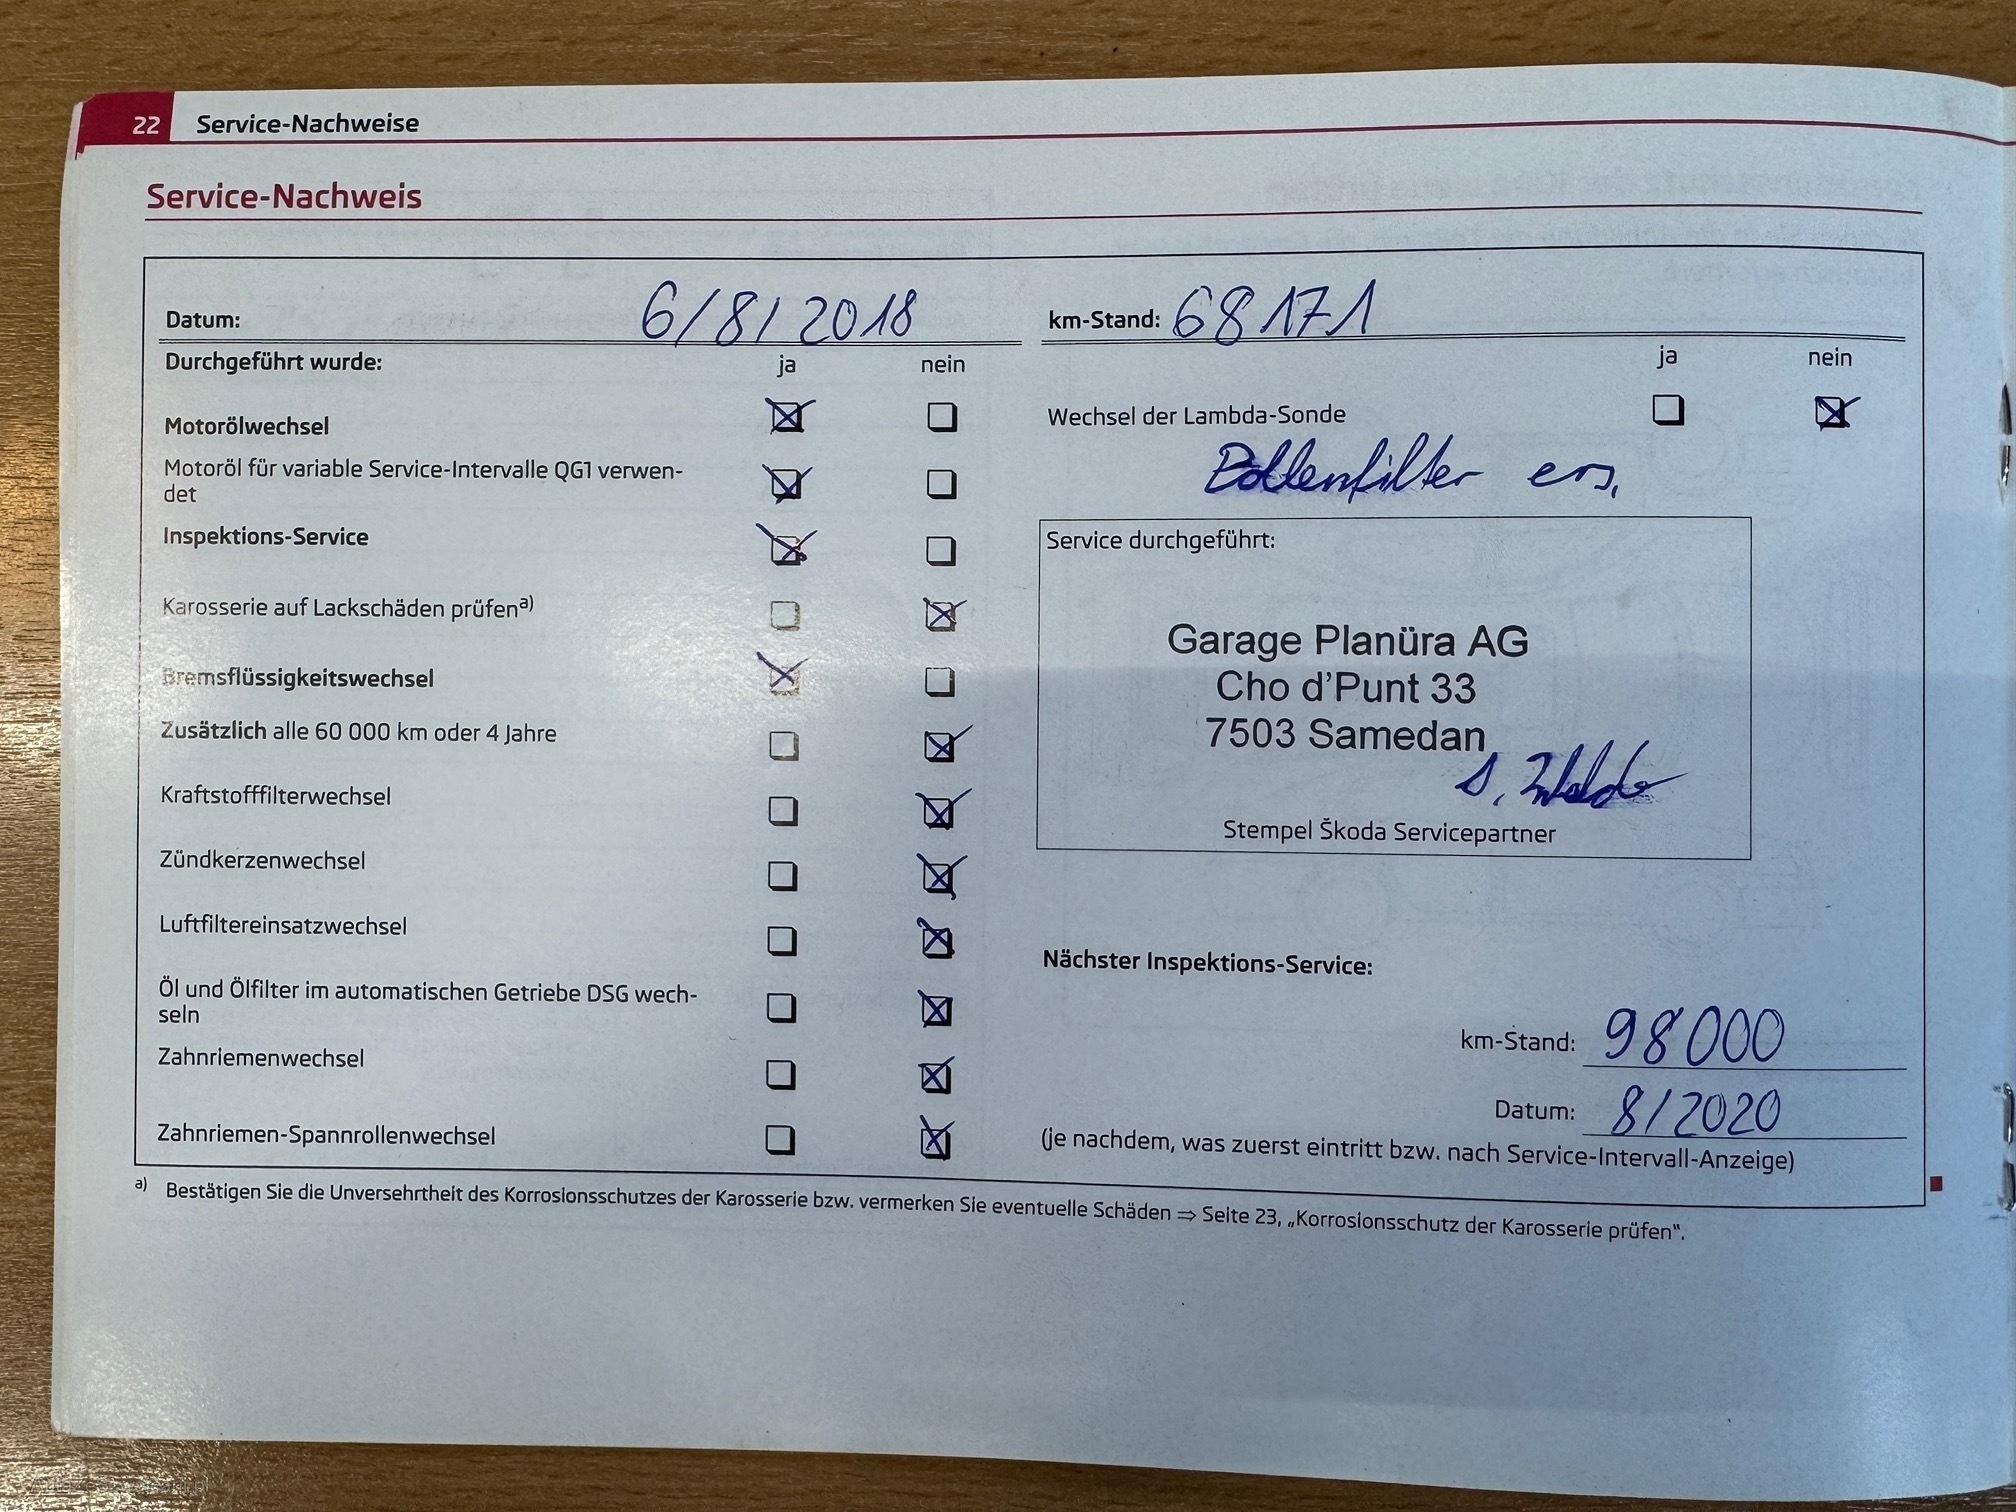 22 Service-Nachweise
Service-Nachweis
Datum: 6/8/2018
Durchgeführt wurde: ja nein
Motorölwechsel
Motoröl für variable Service-Intervalle QG1 verwen-
det
Inspektions-Service
Karosserie auf Lackschäden prüfen a)
Bremsflüssigkeitswechsel
Zusätzlich alle 60 000 km oder 4 Jahre
Kraftstofffilterwechsel
Zündkerzenwechsel
Luftfiltereinsatzwechsel
Öl und Ölfilter im automatischen Getriebe DSG wech-
seln
Zahnriemenwechsel
Zahnriemen-Spannrollenwechsel
km-Stand: 68171
ja nein
Wechsel der Lambda-Sonde
Pollenfilter ers.
Service durchgeführt:
Garage Planüra AG
Cho d'Punt 33
7503 Samedan
Stempel Škoda Servicepartner
Nächster Inspektions-Service:
km-Stand: 98000
Datum: 8/2020
(je nachdem, was zuerst eintritt bzw. nach Service-Intervall-Anzeige)
a) Bestätigen Sie die Unversehrtheit des Korrosionsschutzes der Karosserie bzw. vermerken Sie eventuelle Schäden ⇒ Seite 23, „Korrosionsschutz der Karosserie prüfen".